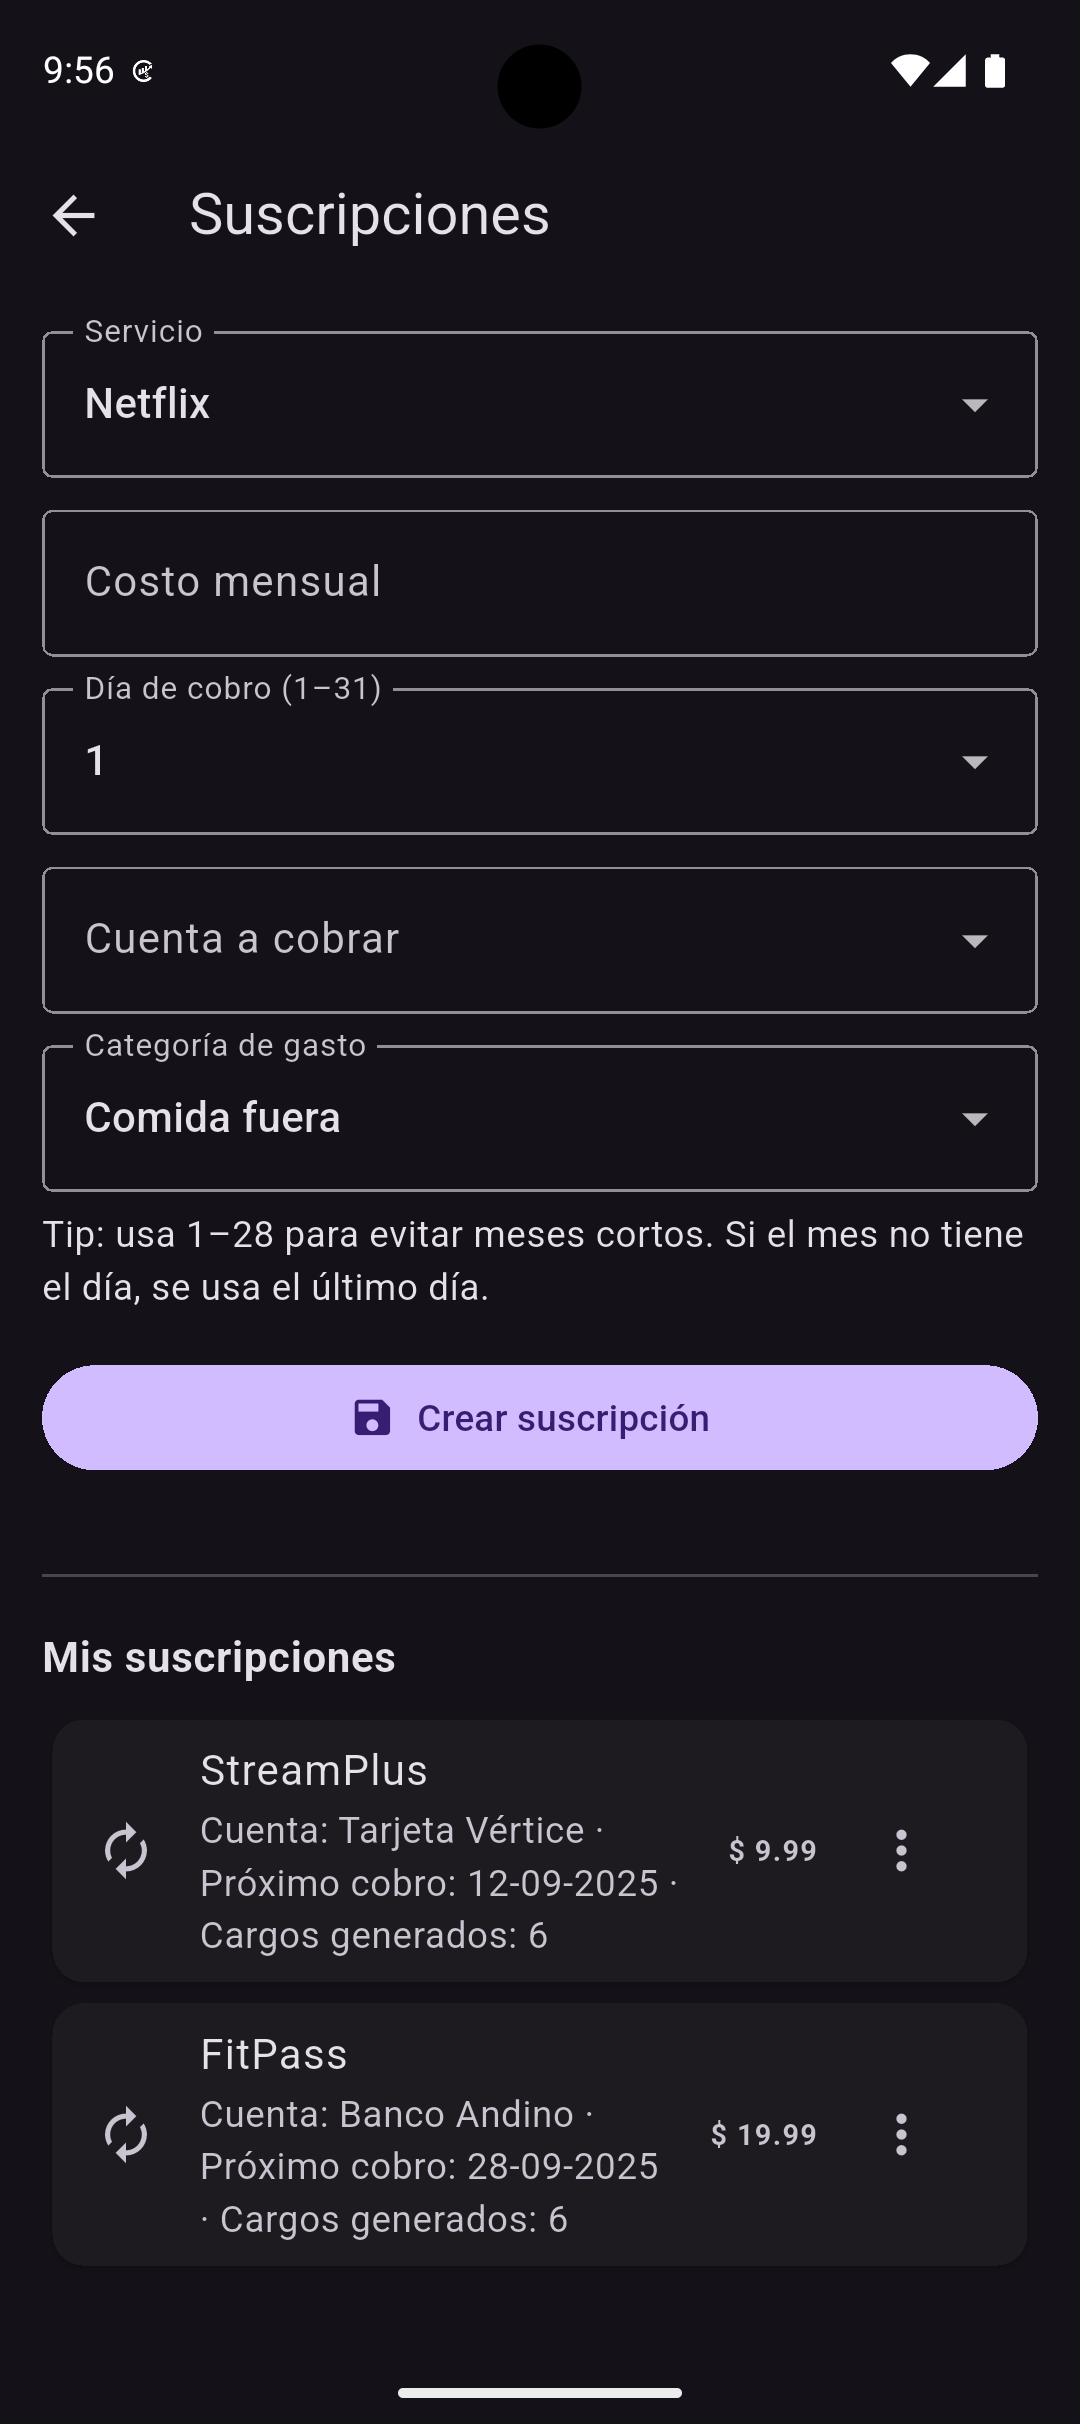 9:56
Suscripciones
Servicio
Netflix
Costo mensual
Día de cobro (1–31)
1
Cuenta a cobrar
Categoría de gasto
Comida fuera
Tip: usa 1–28 para evitar meses cortos. Si el mes no tiene
el día, se usa el último día.
Crear suscripción
Mis suscripciones
StreamPlus
Cuenta: Tarjeta Vértice ·
Próximo cobro: 12-09-2025 ·
Cargos generados: 6
$ 9.99
FitPass
Cuenta: Banco Andino ·
Próximo cobro: 28-09-2025
· Cargos generados: 6
$ 19.99